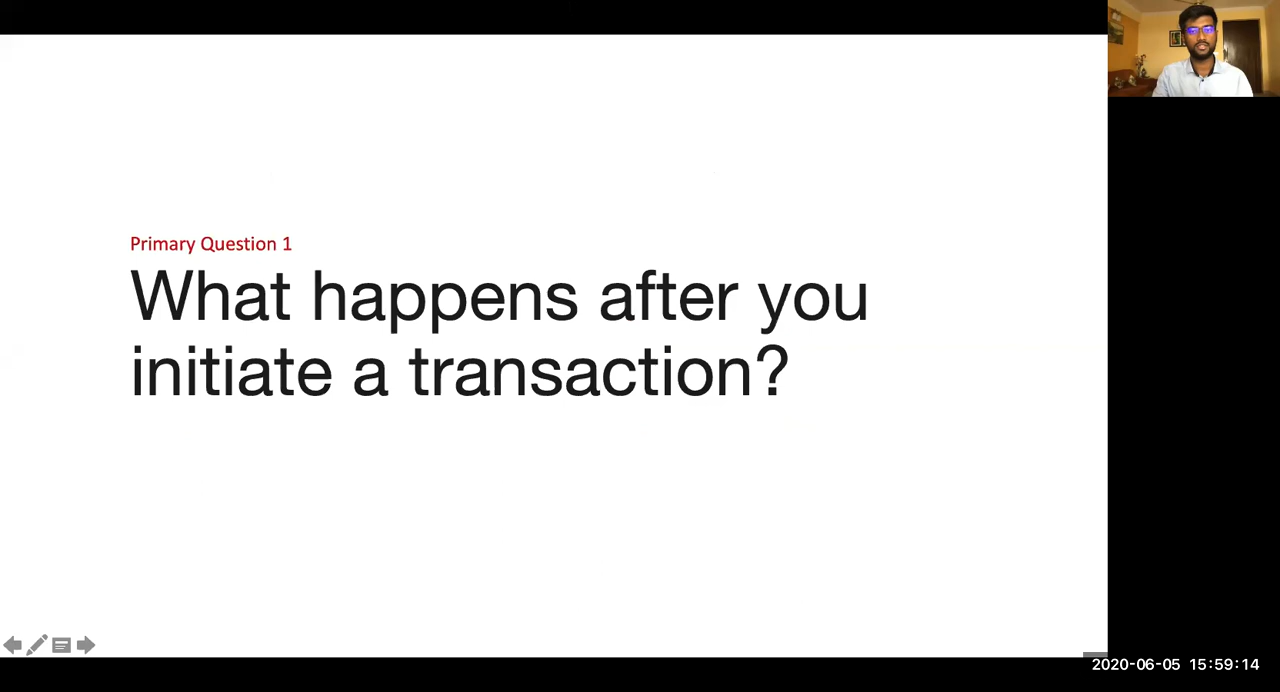 Primary Question 1
What happens after you
initiate a transaction?
2020-06-05 15:59:14